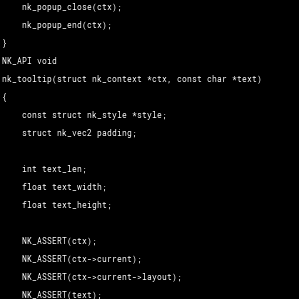 nk_popup_close(ctx);
nk_popup_end(ctx);
}
NK_API void
nk_tooltip(struct nk_context *ctx, const char *text)
{
const struct nk_style *style;
struct nk_vec2 padding;
int text_len;
float text_width;
float text_height;
NK_ASSERT(ctx);
NK_ASSERT(ctx->current);
NK_ASSERT(ctx->current->layout);
NK_ASSERT(text);